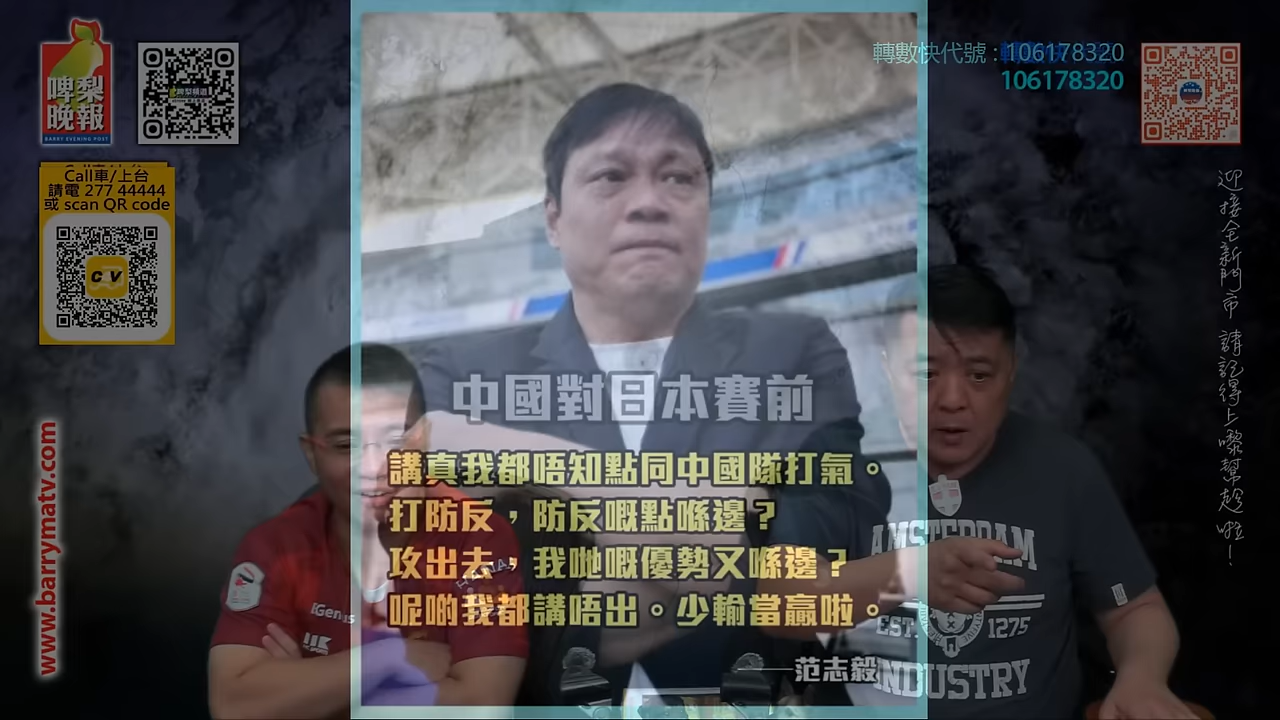 啤梨
晚報
BARRY EVENING POST
Call車/上台
請電 277 44444
或 scan QR code
www.barrymatv.com
轉數快代號 : 106178320
106178320
迎接全新門市 請記得上嚟幫趁啦！
中國對日本賽前
講真我都唔知點同中國隊打氣。
打防反，防反嘅點喺邊？
攻出去，我哋嘅優勢又喺邊？
呢啲我都講唔出。少輸當贏啦。
——范志毅
iGenus
AMSTERDAM
EST. 1275
INDUSTRY